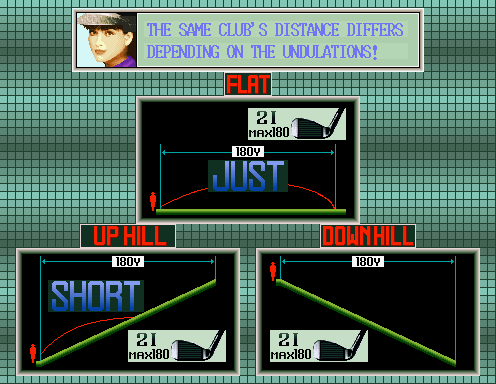 THE SAME CLUB'S DISTANCE DIFFERS
DEPENDING ON THE UNDULATIONS!
FLAT
2I
MAX180
180Y
JUST
UP HILL
180Y
SHORT
2I
MAX180
DOWN HILL
180Y
2I
MAX180